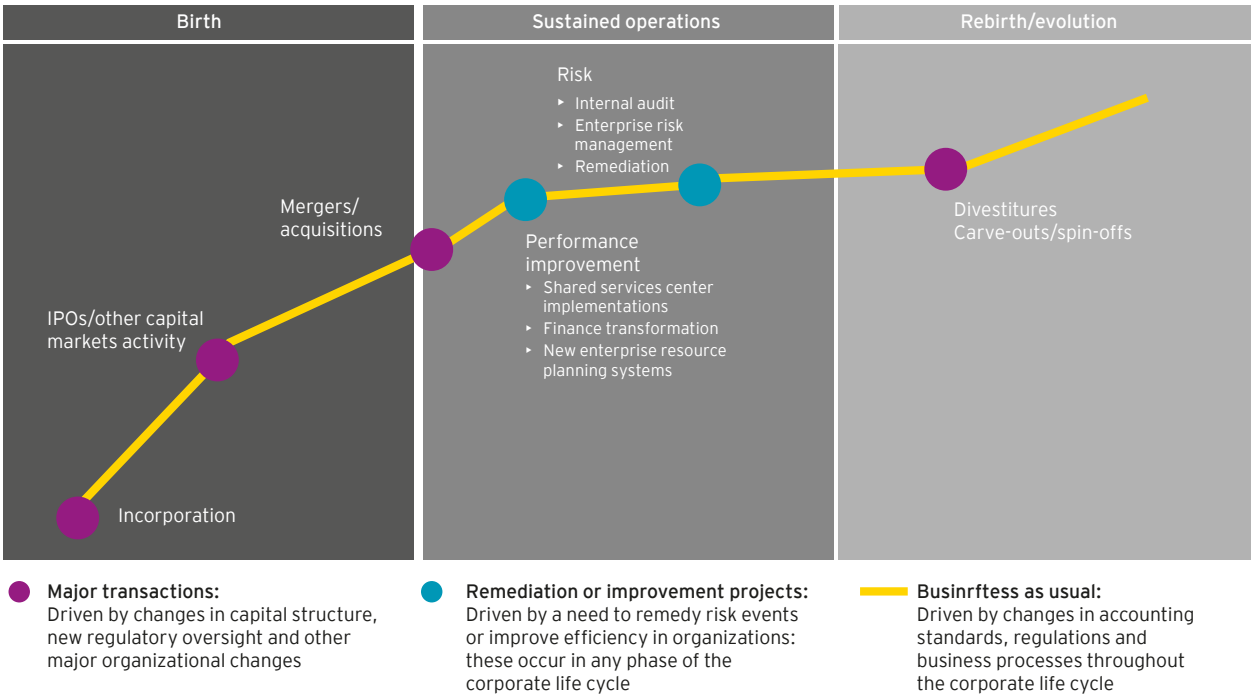 Birth
Sustained operations
Rebirth/evolution
Risk
‣ Internal audit
‣ Enterprise risk
management
‣ Remediation
Mergers/
acquisitions
Divestitures
Carve-outs/spin-offs
Performance
improvement
‣ Shared services center
implementations
‣ Finance transformation
‣ New enterprise resource
planning systems
IPOs/other capital
markets activity
Incorporation
Major transactions:
Driven by changes in capital structure,
new regulatory oversight and other
major organizational changes
Remediation or improvement projects:
Driven by a need to remedy risk events
or improve efficiency in organizations:
these occur in any phase of the
corporate life cycle
Businrftess as usual:
Driven by changes in accounting
standards, regulations and
business processes throughout
the corporate life cycle